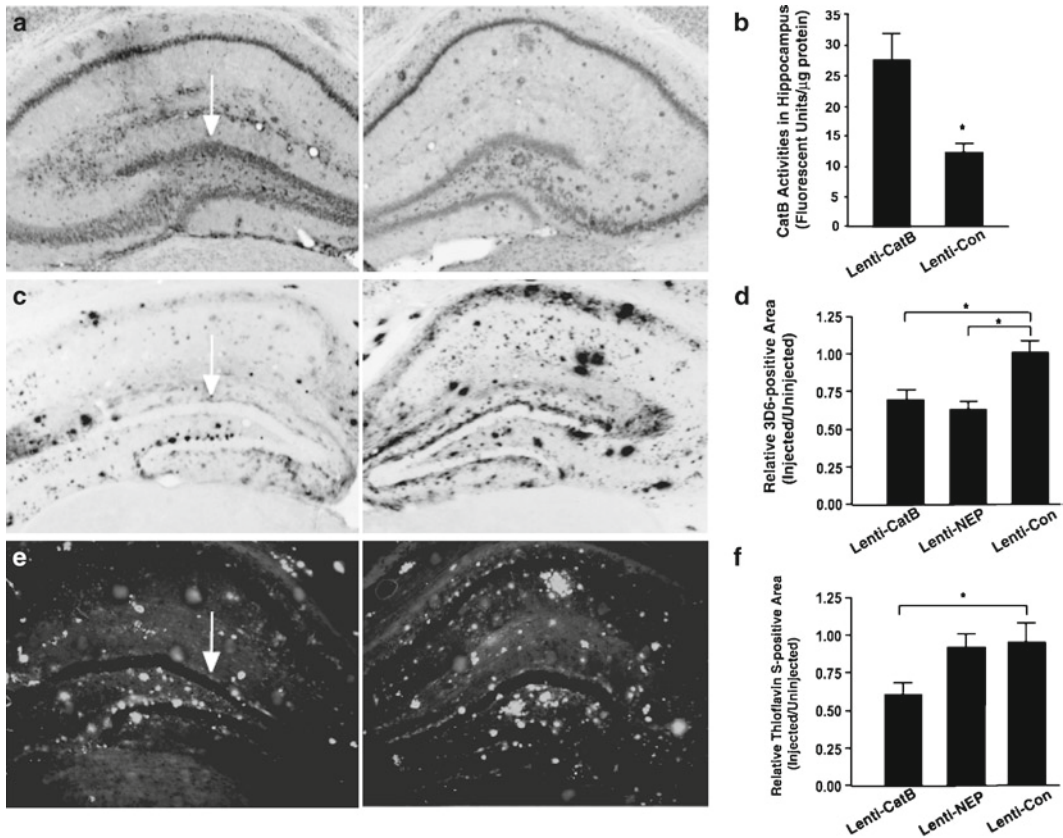 a
b
CatB Activities in Hippocampus
(Fluorescent Units/µg protein)
35
30
25
20
15
10
5
0
*
Lenti-CatB
Lenti-Con
c
d
Relative 3D6-positive Area
(Injected/Uninjected)
1.25
1.00
0.75
0.50
0.25
0.00
*
*
Lenti-CatB
Lenti-NEP
Lenti-Con
e
f
Relative Thioflavin S-positive Area
(Injected/Uninjected)
1.25
1.00
0.75
0.50
0.25
0.00
*
Lenti-CatB
Lenti-NEP
Lenti-Con